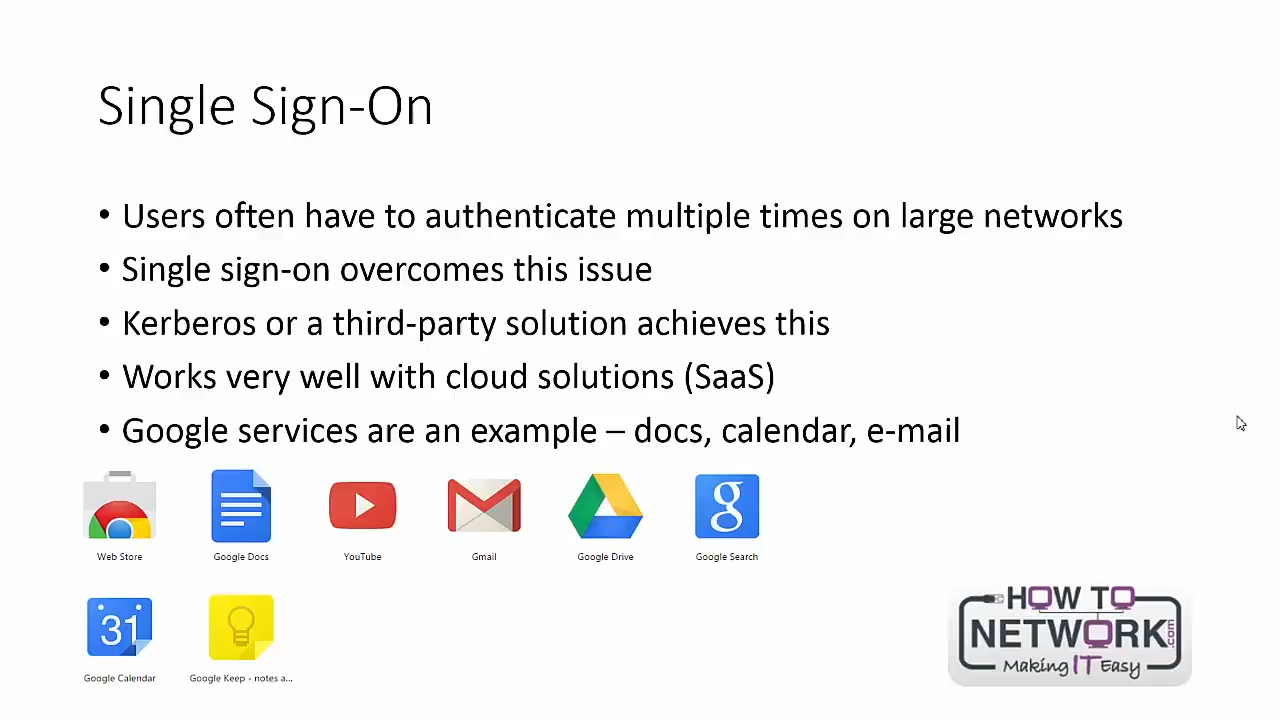 Single Sign-On
• Users often have to authenticate multiple times on large networks
• Single sign-on overcomes this issue
• Kerberos or a third-party solution achieves this
• Works very well with cloud solutions (SaaS)
• Google services are an example – docs, calendar, e-mail
g
Web Store Google Docs YouTube Gmail Google Drive Google Search
31
Google Calendar Google Keep - notes a...
HOW TO
NETWORK.com
Making IT Easy